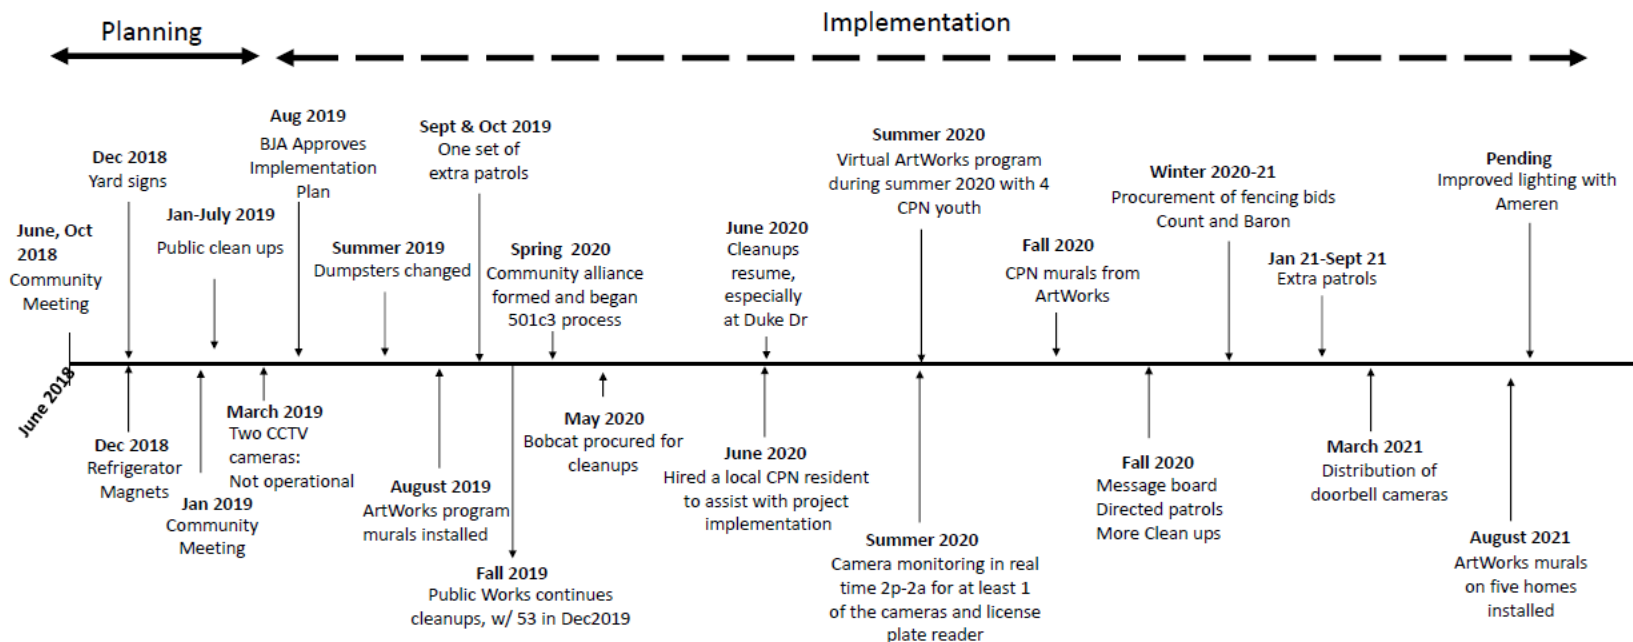 Planning
Implementation
June, Oct
2018
Community
Meeting
Dec 2018
Yard signs
Jan-July 2019
Public clean ups
Aug 2019
BJA Approves
Implementation
Plan
Summer 2019
Dumpsters changed
Sept & Oct 2019
One set of
extra patrols
Spring 2020
Community alliance
formed and began
501c3 process
June 2020
Cleanups
resume,
especially
at Duke Dr
Summer 2020
Virtual ArtWorks program
during summer 2020 with 4
CPN youth
Fall 2020
CPN murals from
ArtWorks
Winter 2020-21
Procurement of fencing bids
Count and Baron
Jan 21-Sept 21
Extra patrols
Pending
Improved lighting with
Ameren
June 2018
Dec 2018
Refrigerator
Magnets
Jan 2019
Community
Meeting
March 2019
Two CCTV
cameras:
Not operational
August 2019
ArtWorks program
murals installed
Fall 2019
Public Works continues
cleanups, w/ 53 in Dec2019
May 2020
Bobcat procured for
cleanups
June 2020
Hired a local CPN resident
to assist with project
implementation
Summer 2020
Camera monitoring in real
time 2p-2a for at least 1
of the cameras and license
plate reader
Fall 2020
Message board
Directed patrols
More Clean ups
March 2021
Distribution of
doorbell cameras
August 2021
ArtWorks murals
on five homes
installed